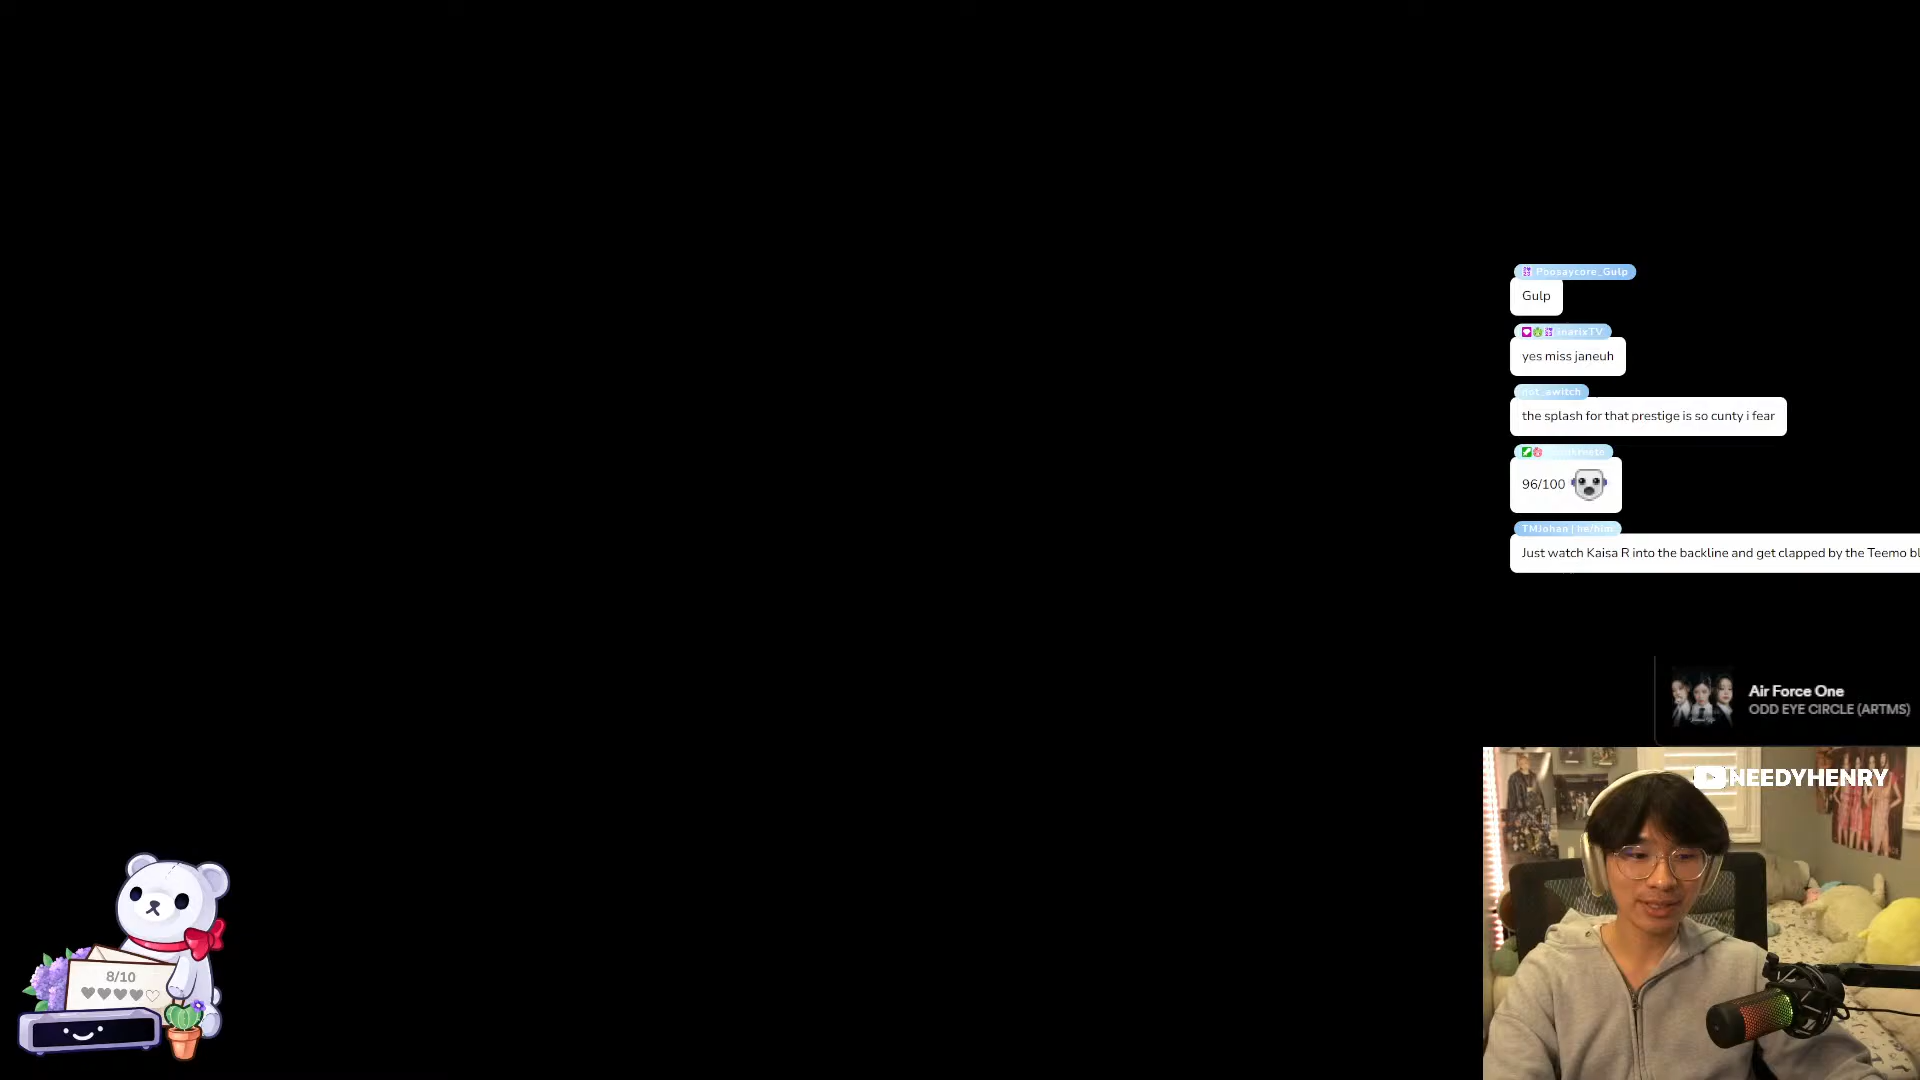 Poosaycore_Gulp
Gulp
yes miss janeuh
the splash for that prestige is so cunty i fear
96/100
TMJohan | he/him
Just watch Kaisa R into the backline and get clapped by the Teemo bl
Air Force One
ODD EYE CIRCLE (ARTMS)
NEEDYHENRY
8/10